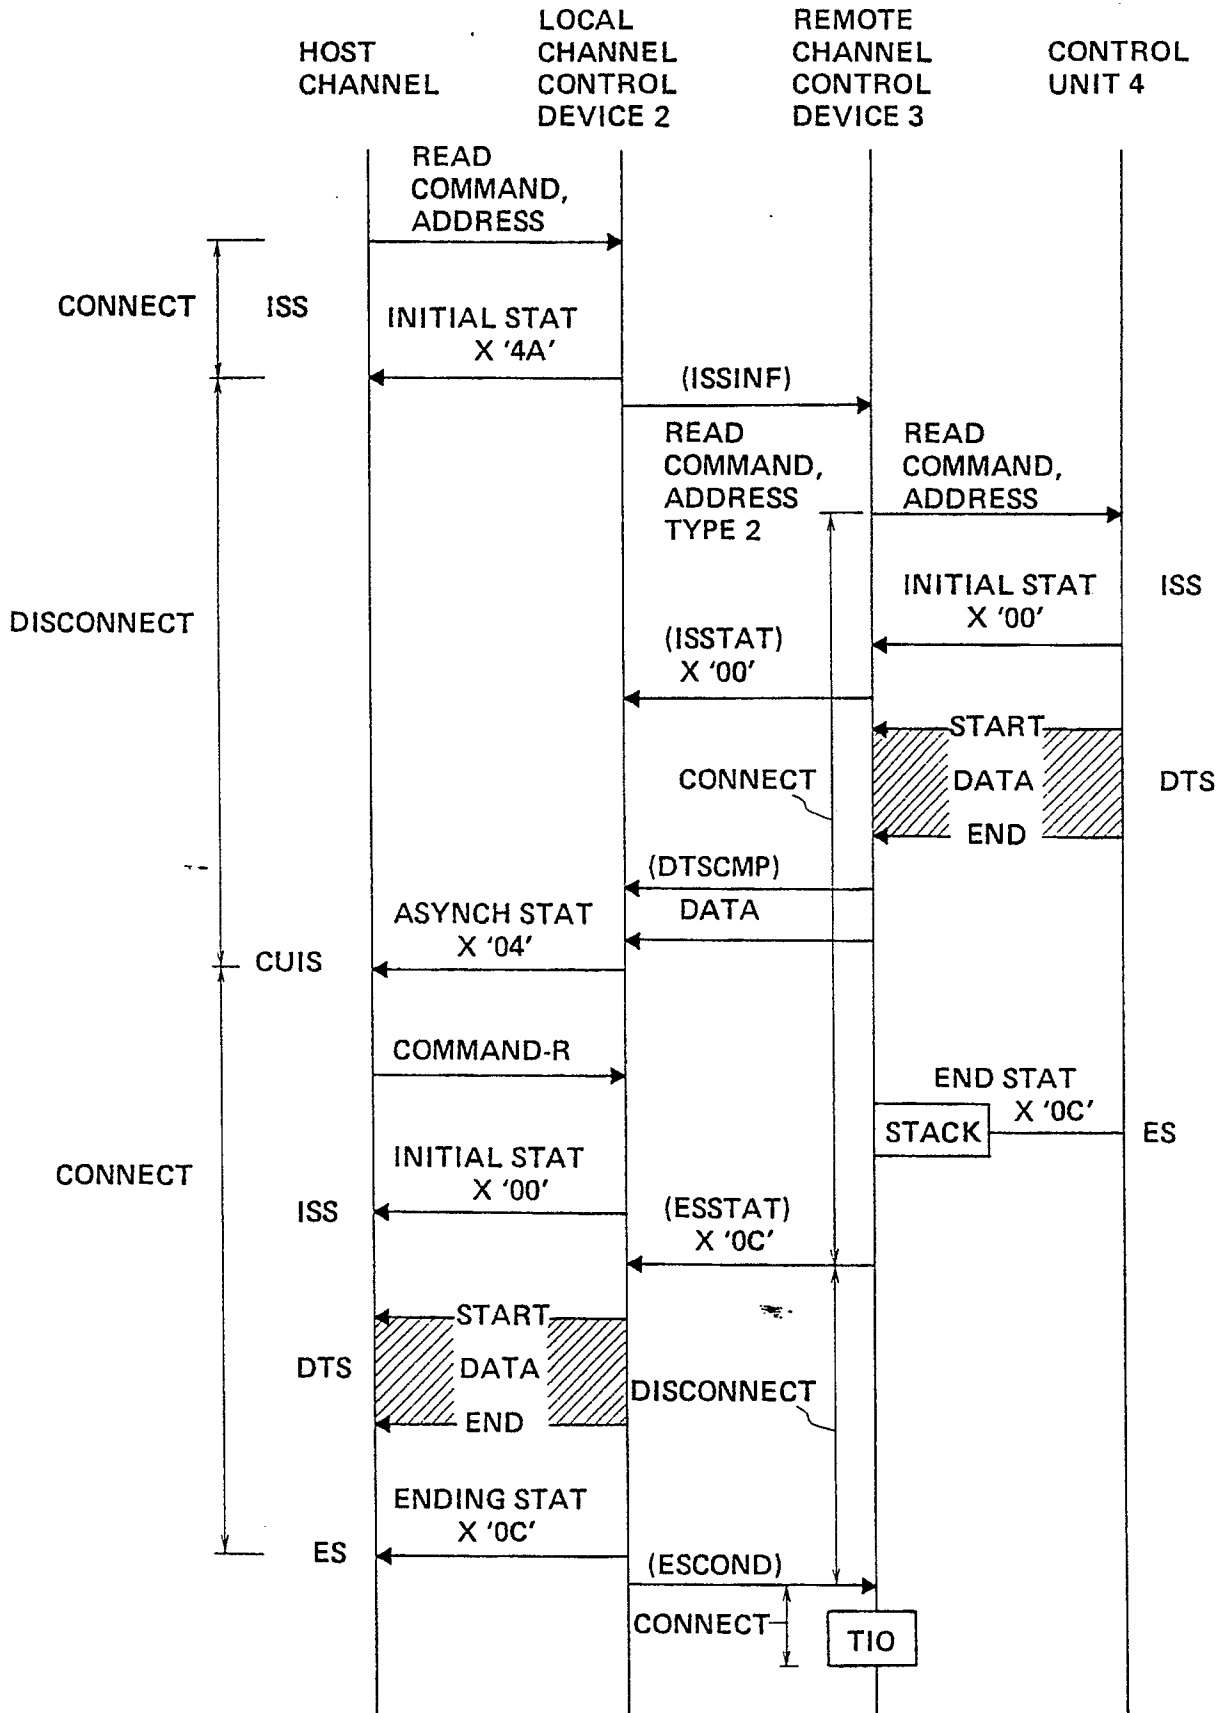 HOST
CHANNEL
LOCAL
CHANNEL
CONTROL
DEVICE 2
REMOTE
CHANNEL
CONTROL
DEVICE 3
CONTROL
UNIT 4
READ
COMMAND,
ADDRESS
CONNECT
ISS
INITIAL STAT
X '4A'
(ISSINF)
READ
COMMAND,
ADDRESS
TYPE 2
READ
COMMAND,
ADDRESS
INITIAL STAT
X '00'
ISS
DISCONNECT
(ISSTAT)
X '00'
START
DATA
END
DTS
CONNECT
(DTSCMP)
DATA
ASYNCH STAT
X '04'
CUIS
COMMAND-R
END STAT
X '0C'
STACK
ES
CONNECT
INITIAL STAT
X '00'
ISS
(ESSTAT)
X '0C'
START
DATA
END
DTS
DISCONNECT
ENDING STAT
X '0C'
ES
(ESCOND)
CONNECT
TIO